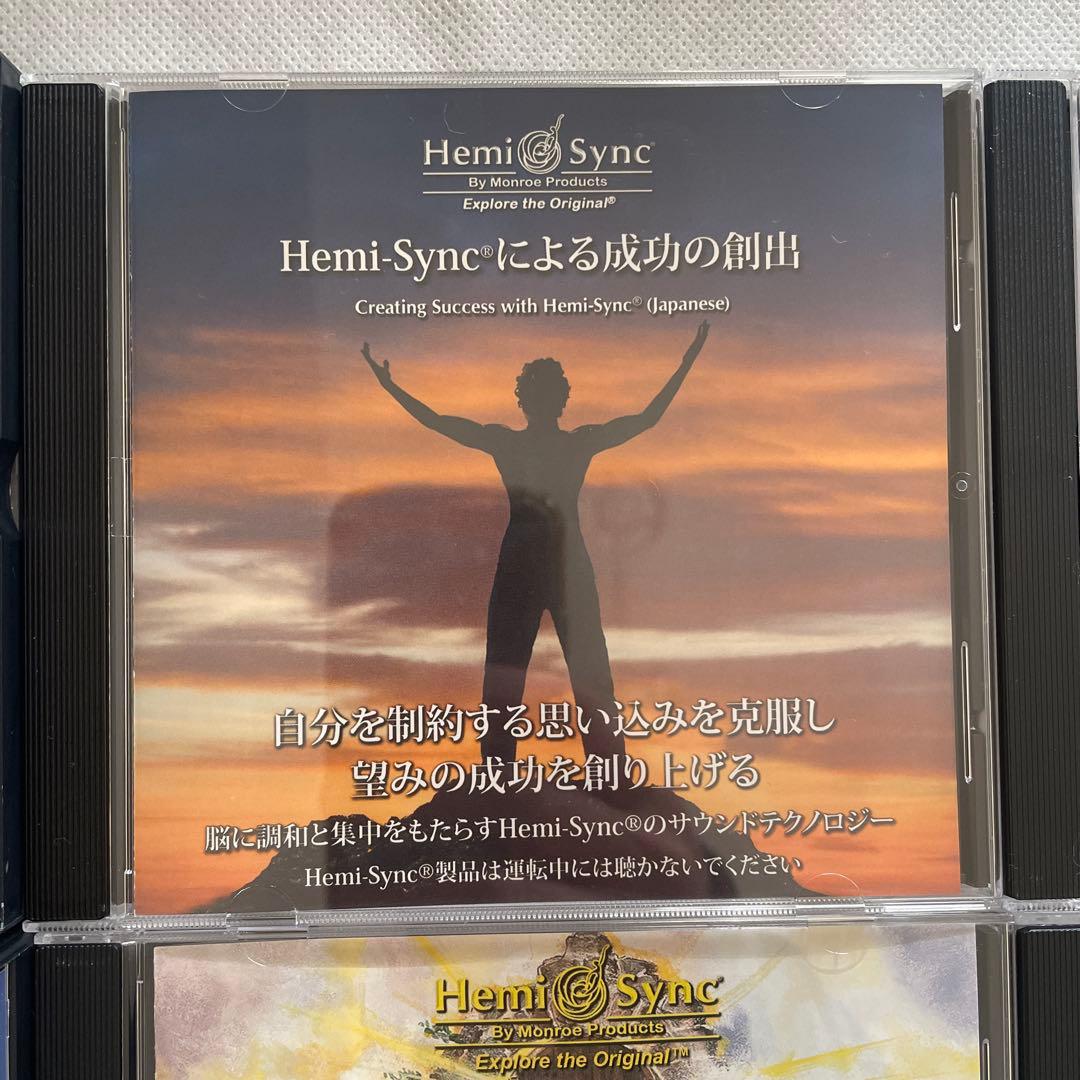 Hemi Sync®
By Monroe Products
Explore the Original®
Hemi-Sync®による成功の創出
Creating Success with Hemi-Sync® (Japanese)
自分を制約する思い込みを克服し
望みの成功を創り上げる
脳に調和と集中をもたらすHemi-Sync®のサウンドテクノロジー
Hemi-Sync®製品は運転中には聴かないでください
Hemi Sync®
By Monroe Products
Explore the Original™